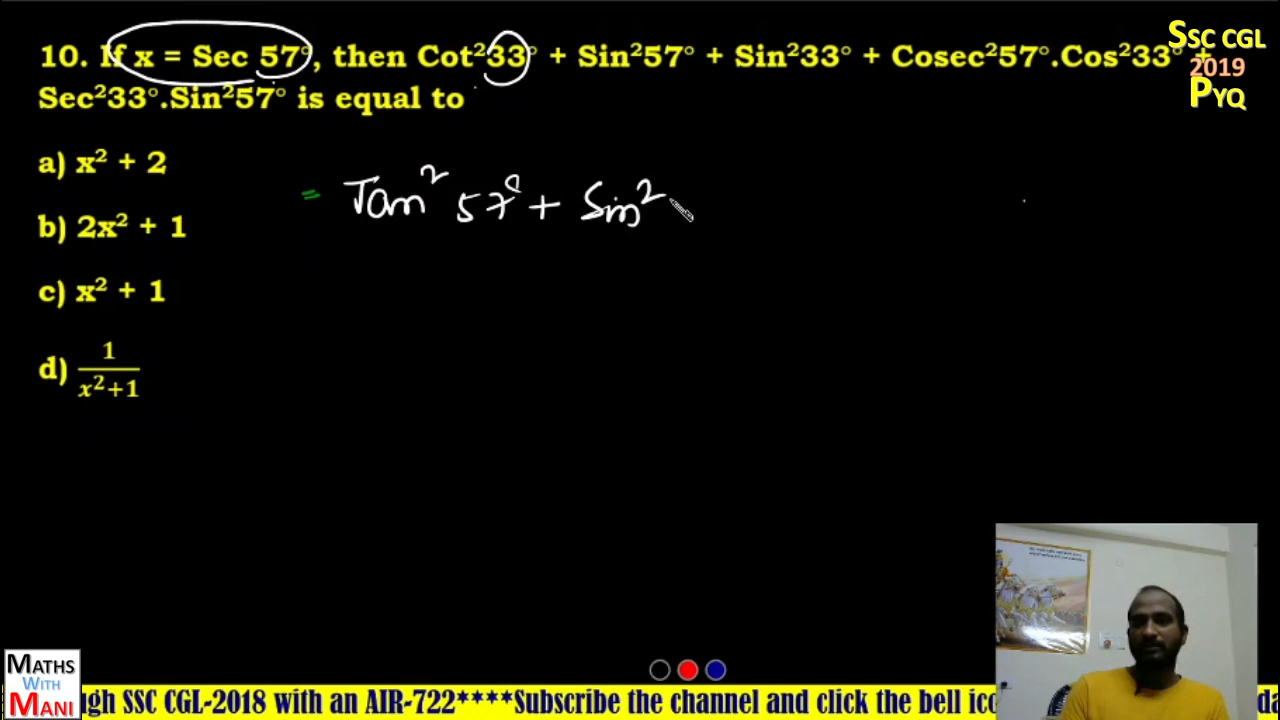 10. If x = Sec 57°, then Cot²33° + Sin²57° + Sin²33° + Cosec²57°.Cos²33° +
Sec²33°.Sin²57° is equal to
SSC CGL
2019
PYQ
a) x² + 2
b) 2x² + 1
c) x² + 1
d) 1/(x²+1)
= Tan² 57° + Sin²
MATHS
WITH
MANI
gh SSC CGL-2018 with an AIR-722****Subscribe the channel and click the bell ico